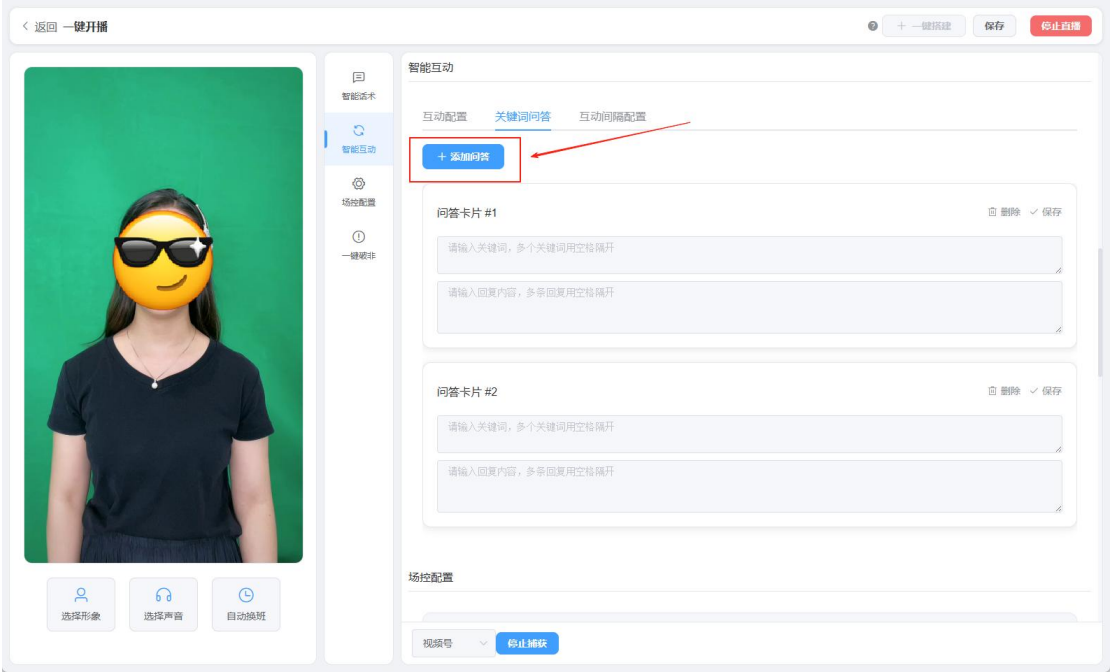 返回 一键开播
+ 一键搭建 保存 停止直播
智能话术
智能互动
场控配置
一键破非
智能互动
互动配置 关键词问答 互动间隔配置
+ 添加问答
问答卡片 #1 删除 保存
请输入关键词，多个关键词用空格隔开
请输入回复内容，多条回复用空格隔开
问答卡片 #2 删除 保存
请输入关键词，多个关键词用空格隔开
请输入回复内容，多条回复用空格隔开
场控配置
选择形象 选择声音 自动换班
视频号 停止捕获